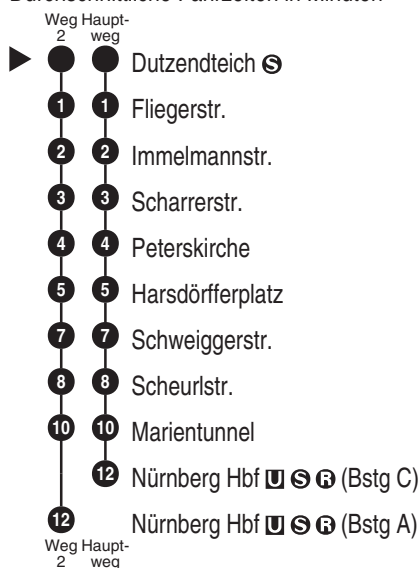 Durchschnittliche Fahrzeiten in Minuten
Weg Haupt-
2 weg
Dutzendteich S
1 1 Fliegerstr.
2 2 Immelmannstr.
3 3 Scharrerstr.
4 4 Peterskirche
5 5 Harsdörfferplatz
7 7 Schweiggerstr.
8 8 Scheurlstr.
10 10 Marientunnel
12 Nürnberg Hbf U S R (Bstg C)
12 Nürnberg Hbf U S R (Bstg A)
Weg Haupt-
2 weg